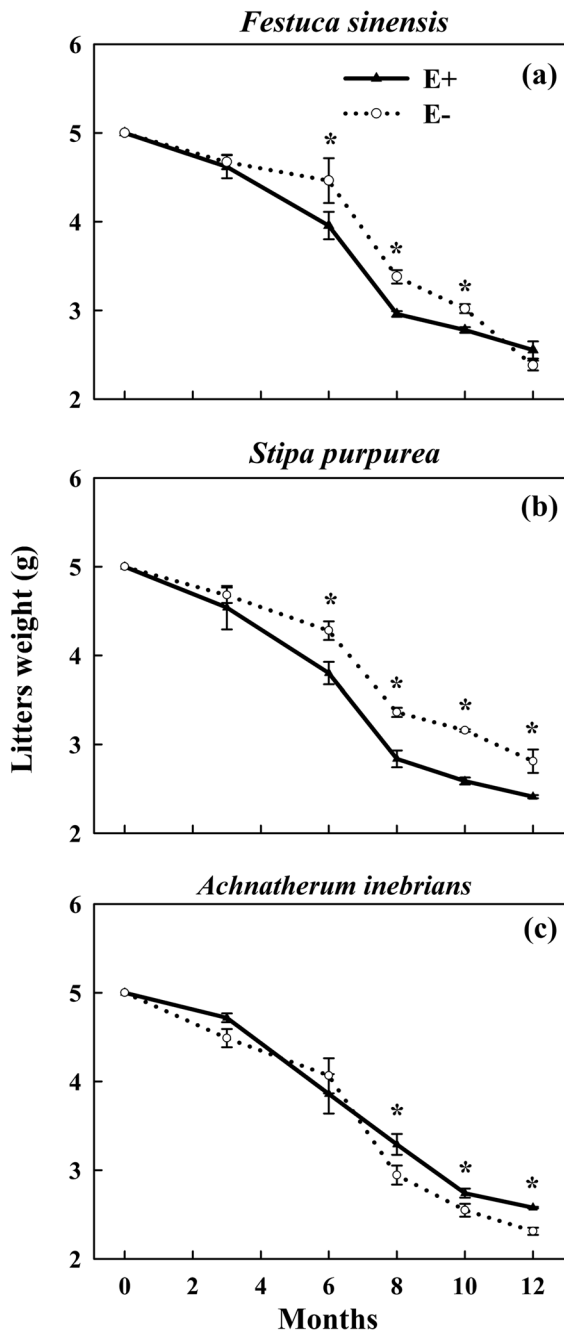 Festuca sinensis
6
(a)
E+
E-
5
*
4
*
*
3
2
Stipa purpurea
6
(b)
5
*
4
*
*
*
3
2
Litters weight (g)
Achnatherum inebrians
6
(c)
5
4
*
*
*
3
2
0 2 4 6 8 10 12
Months